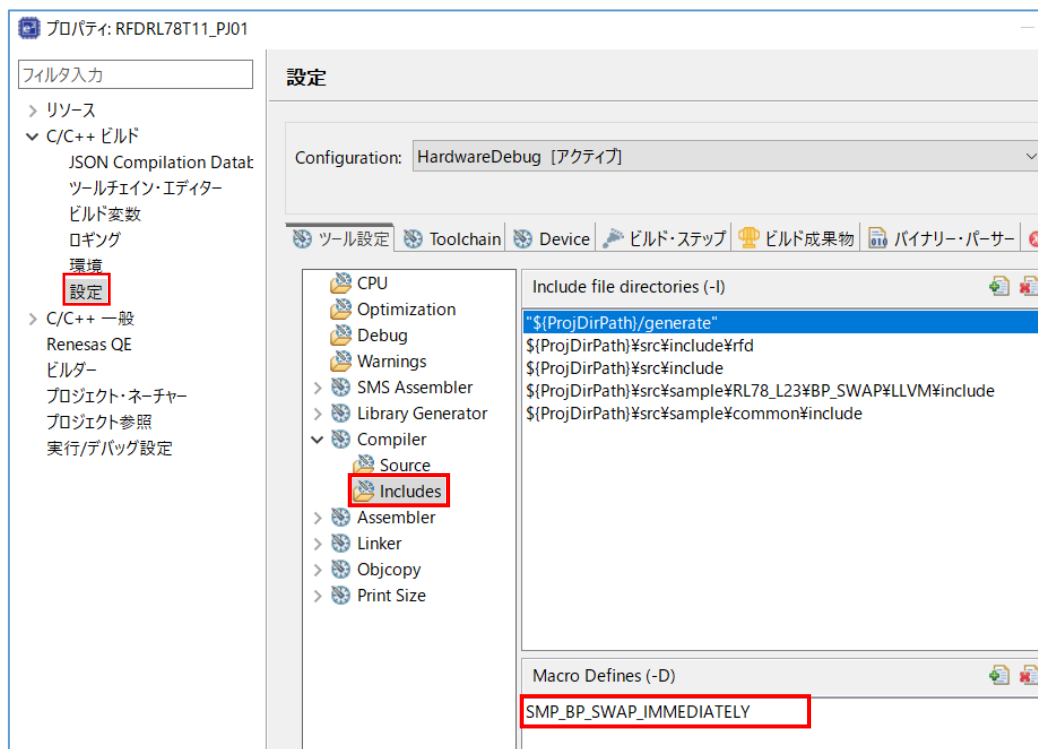 プロパティ: RFDRL78T11_PJ01
フィルタ入力
リソース
C/C++ ビルド
JSON Compilation Datab
ツールチェイン・エディター
ビルド変数
ロギング
環境
設定
C/C++ 一般
Renesas QE
ビルダー
プロジェクト・ネーチャー
プロジェクト参照
実行/デバッグ設定
設定
Configuration: HardwareDebug [アクティブ]
ツール設定 Toolchain Device ビルド・ステップ ビルド成果物 バイナリー・パーサー
CPU
Optimization
Debug
Warnings
SMS Assembler
Library Generator
Compiler
Source
Includes
Assembler
Linker
Objcopy
Print Size
Include file directories (-I)
"${ProjDirPath}/generate"
${ProjDirPath}¥src¥include¥rfd
${ProjDirPath}¥src¥include
${ProjDirPath}¥src¥sample¥RL78_L23¥BP_SWAP¥LLVM¥include
${ProjDirPath}¥src¥sample¥common¥include
Macro Defines (-D)
SMP_BP_SWAP_IMMEDIATELY